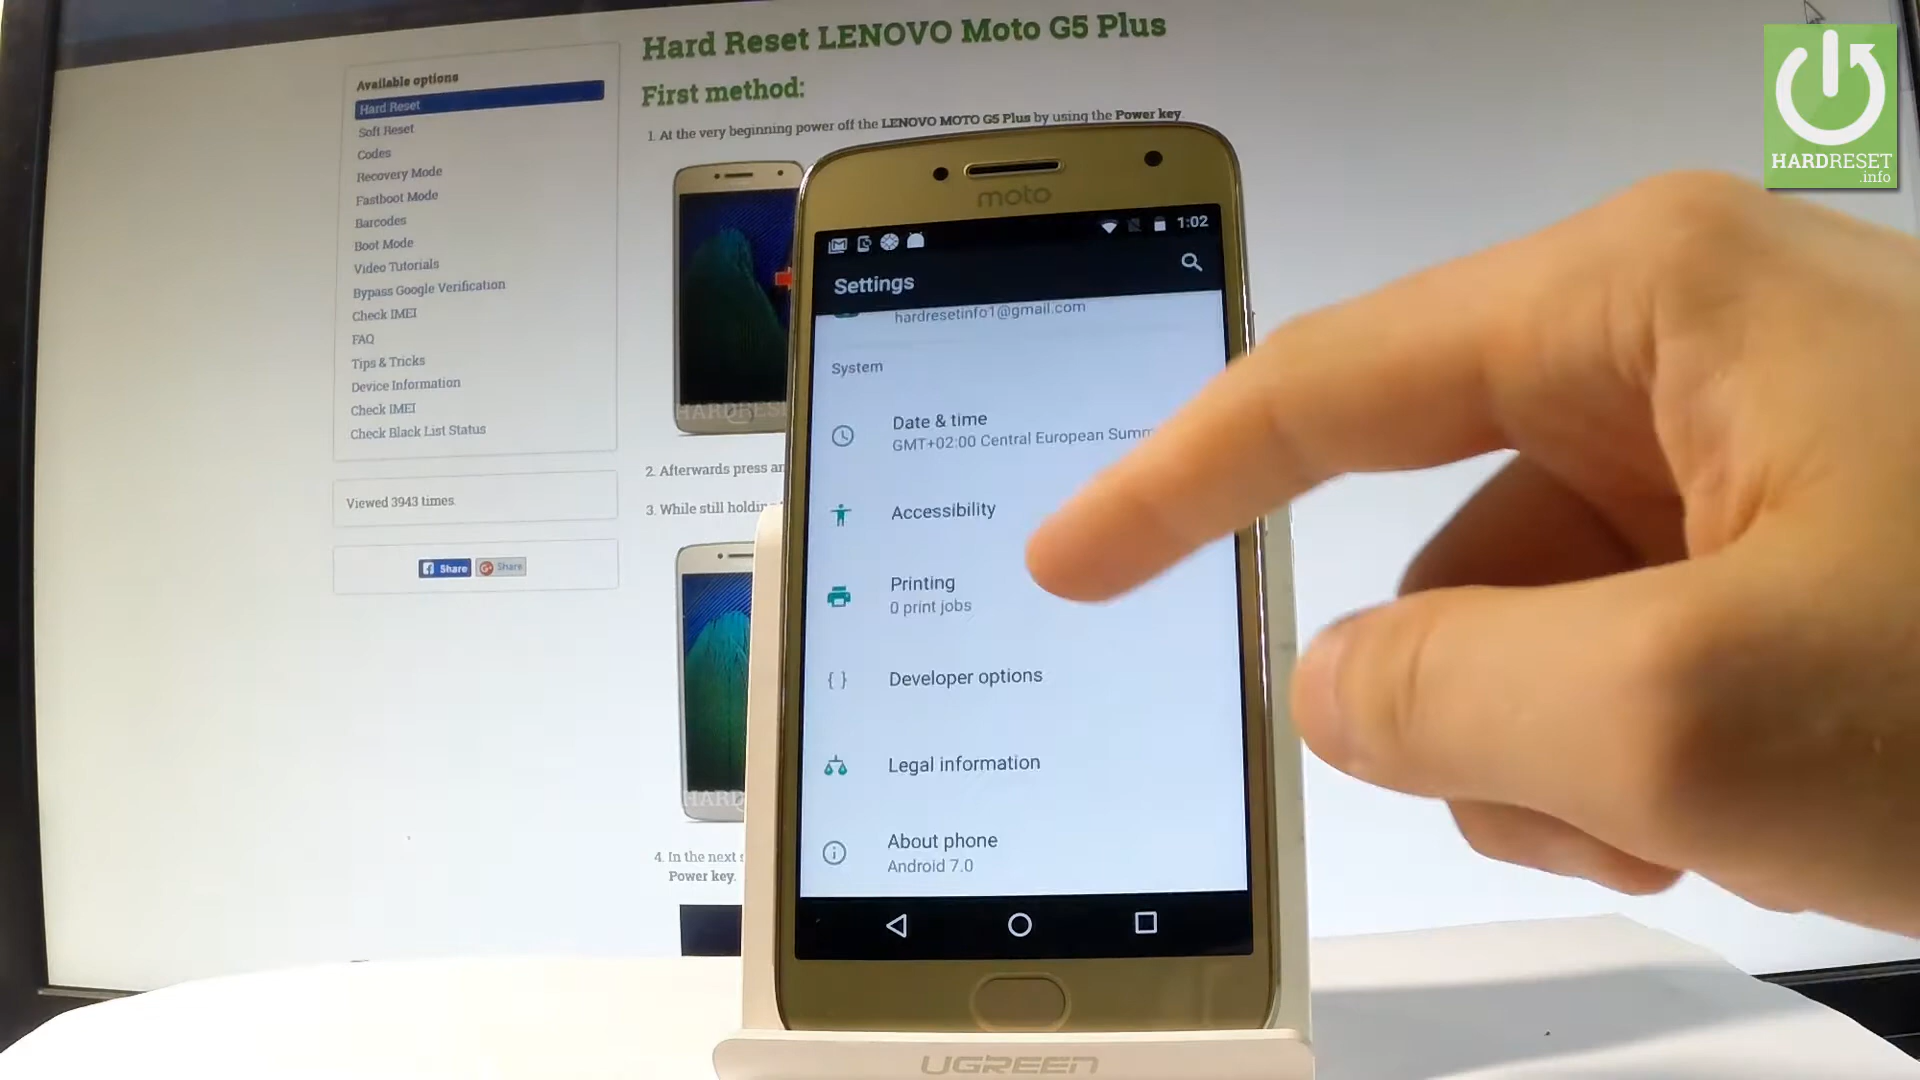 Hard Reset LENOVO Moto G5 Plus
First method:
1. At the very beginning power off the LENOVO MOTO G5 Plus by using the Power key
Available options
Hard Reset
Soft Reset
Codes
Recovery Mode
Fastboot Mode
Barcodes
Boot Mode
Video Tutorials
Bypass Google Verification
Check IMEI
FAQ
Tips & Tricks
Device Information
Check IMEI
Check Black List Status
Viewed 3943 times
Share
Share
HARDRES
2. Afterwards press an
3. While still holdin
HARD
4. In the next
Power key.
HARDRESET
.info
moto
1:02
Settings
hardresetinfo1@gmail.com
System
Date & time
GMT+02:00 Central European Summ
Accessibility
Printing
0 print jobs
{ } Developer options
Legal information
About phone
Android 7.0
UGREEN